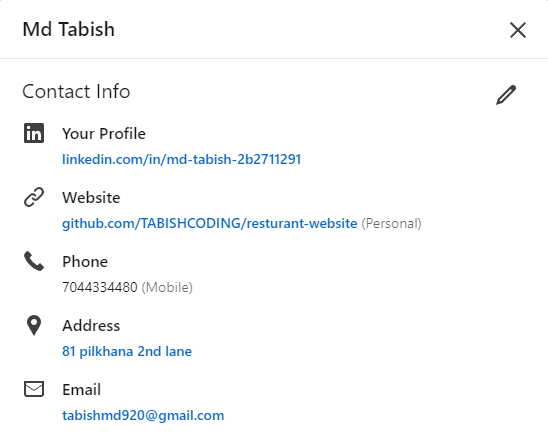 Md Tabish
Contact Info
Your Profile
linkedin.com/in/md-tabish-2b2711291
Website
github.com/TABISHCODING/resturant-website (Personal)
Phone
7044334480 (Mobile)
Address
81 pilkhana 2nd lane
Email
tabishmd920@gmail.com